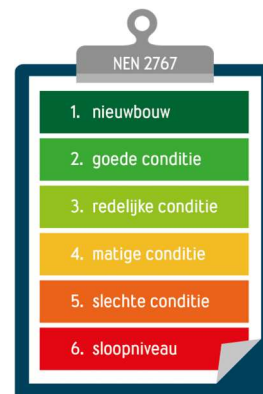 NEN 2767
1. nieuwbouw
2. goede conditie
3. redelijke conditie
4. matige conditie
5. slechte conditie
6. sloopniveau